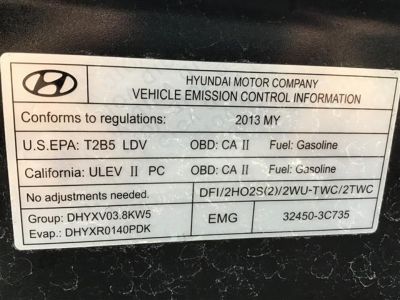 HYUNDAI MOTOR COMPANY
VEHICLE EMISSION CONTROL INFORMATION
Conforms to regulations: 2013 MY
U.S.EPA: T2B5 LDV OBD: CA II Fuel: Gasoline
California: ULEV II PC OBD: CA II Fuel: Gasoline
No adjustments needed. DFI/2HO2S(2)/2WU-TWC/2TWC
Group: DHYXV03.8KW5
Evap.: DHYXR0140PDK
EMG 32450-3C735